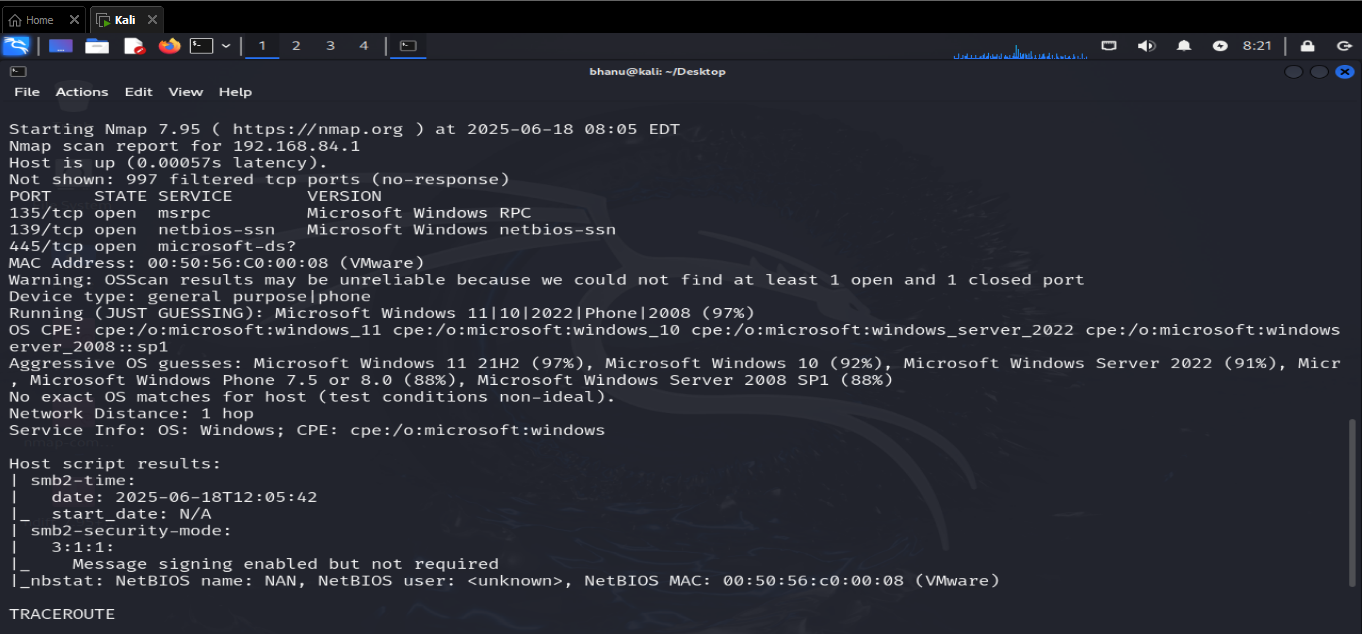 Home
Kali
1 2 3 4
8:21
bhanu@kali: ~/Desktop
File Actions Edit View Help
Starting Nmap 7.95 ( https://nmap.org ) at 2025-06-18 08:05 EDT
Nmap scan report for 192.168.84.1
Host is up (0.00057s latency).
Not shown: 997 filtered tcp ports (no-response)
PORT STATE SERVICE VERSION
135/tcp open msrpc Microsoft Windows RPC
139/tcp open netbios-ssn Microsoft Windows netbios-ssn
445/tcp open microsoft-ds?
MAC Address: 00:50:56:C0:00:08 (VMware)
Warning: OSScan results may be unreliable because we could not find at least 1 open and 1 closed port
Device type: general purpose|phone
Running (JUST GUESSING): Microsoft Windows 11|10|2022|Phone|2008 (97%)
OS CPE: cpe:/o:microsoft:windows_11 cpe:/o:microsoft:windows_10 cpe:/o:microsoft:windows_server_2022 cpe:/o:microsoft:windows
erver_2008::sp1
Aggressive OS guesses: Microsoft Windows 11 21H2 (97%), Microsoft Windows 10 (92%), Microsoft Windows Server 2022 (91%), Micr
, Microsoft Windows Phone 7.5 or 8.0 (88%), Microsoft Windows Server 2008 SP1 (88%)
No exact OS matches for host (test conditions non-ideal).
Network Distance: 1 hop
Service Info: OS: Windows; CPE: cpe:/o:microsoft:windows
Host script results:
| smb2-time:
|   date: 2025-06-18T12:05:42
|_  start_date: N/A
| smb2-security-mode:
|   3:1:1:
|_    Message signing enabled but not required
|_nbstat: NetBIOS name: NAN, NetBIOS user: <unknown>, NetBIOS MAC: 00:50:56:c0:00:08 (VMware)
TRACEROUTE